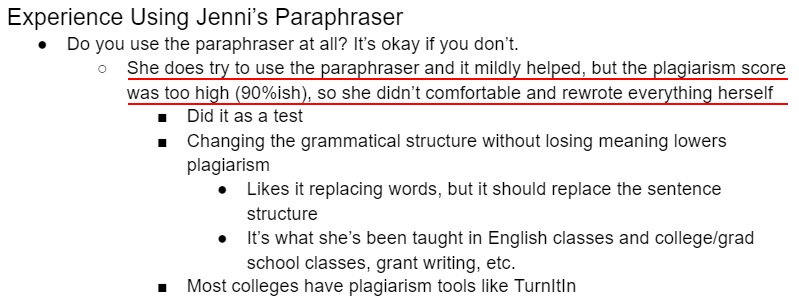 Experience Using Jenni’s Paraphraser
● Do you use the paraphraser at all? It’s okay if you don’t.
○ She does try to use the paraphraser and it mildly helped, but the plagiarism score
was too high (90%ish), so she didn’t comfortable and rewrote everything herself
■ Did it as a test
■ Changing the grammatical structure without losing meaning lowers
plagiarism
● Likes it replacing words, but it should replace the sentence
structure
● It’s what she’s been taught in English classes and college/grad
school classes, grant writing, etc.
■ Most colleges have plagiarism tools like TurnItIn